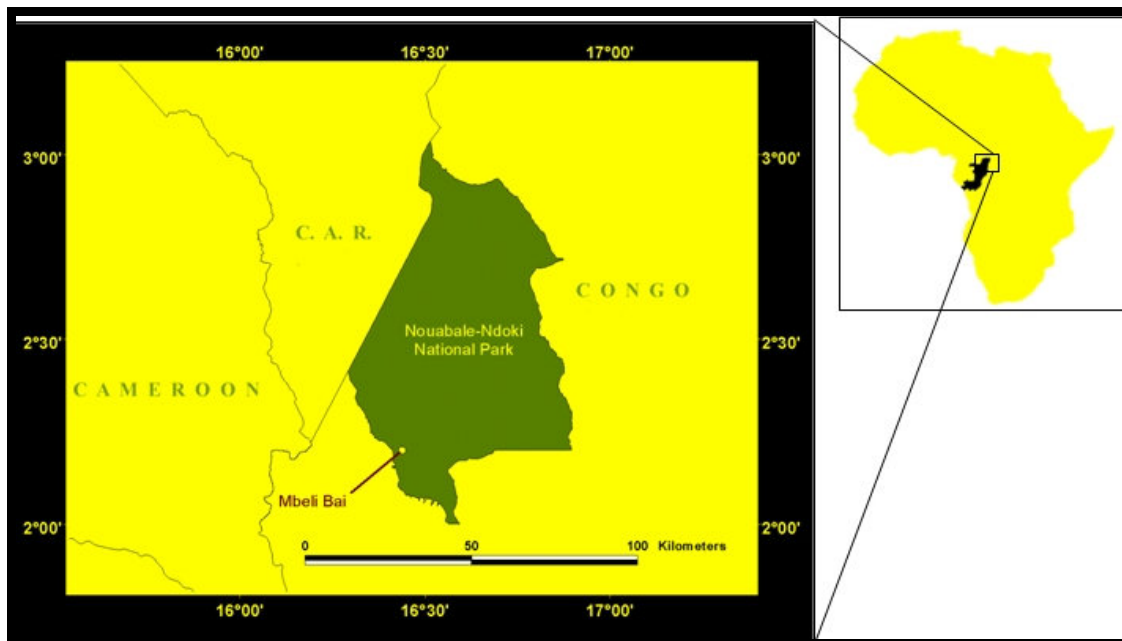 16°00' 16°30' 17°00'
3°00' 3°00'
C. A. R.
CONGO
Nouabale-Ndoki
National Park
2°30' 2°30'
CAMEROON
Mbeli Bai
2°00' 2°00'
0 50 100 Kilometers
16°00' 16°30' 17°00'